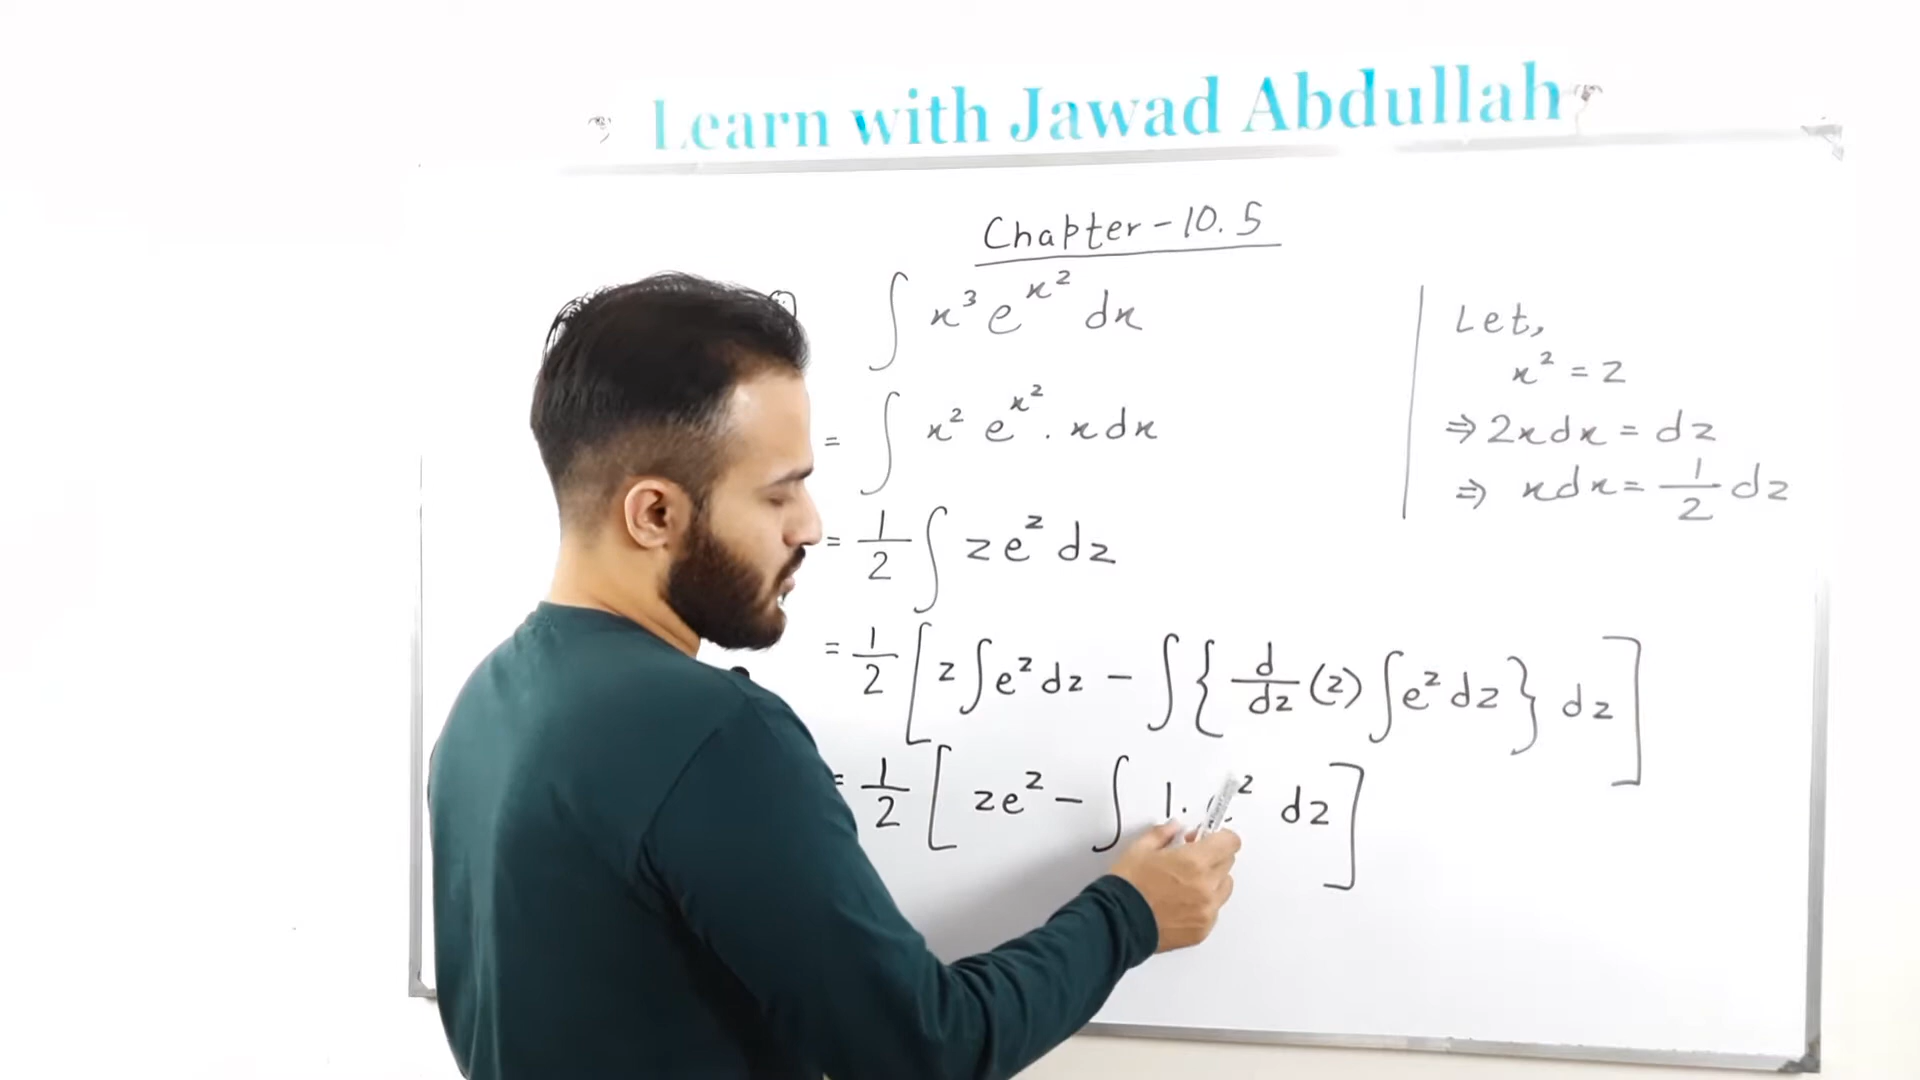 Learn with Jawad Abdullah
Chapter - 10.5
∫ x³ e^x² dx
= ∫ x² e^x² . x dx
= 1/2 ∫ z e^z dz
= 1/2 [ z ∫ e^z dz - ∫ { d/dz (z) ∫ e^z dz } dz ]
= 1/2 [ z e^z - ∫ 1. e^z dz ]
Let,
x² = z
⇒ 2x dx = dz
⇒ x dx = 1/2 dz